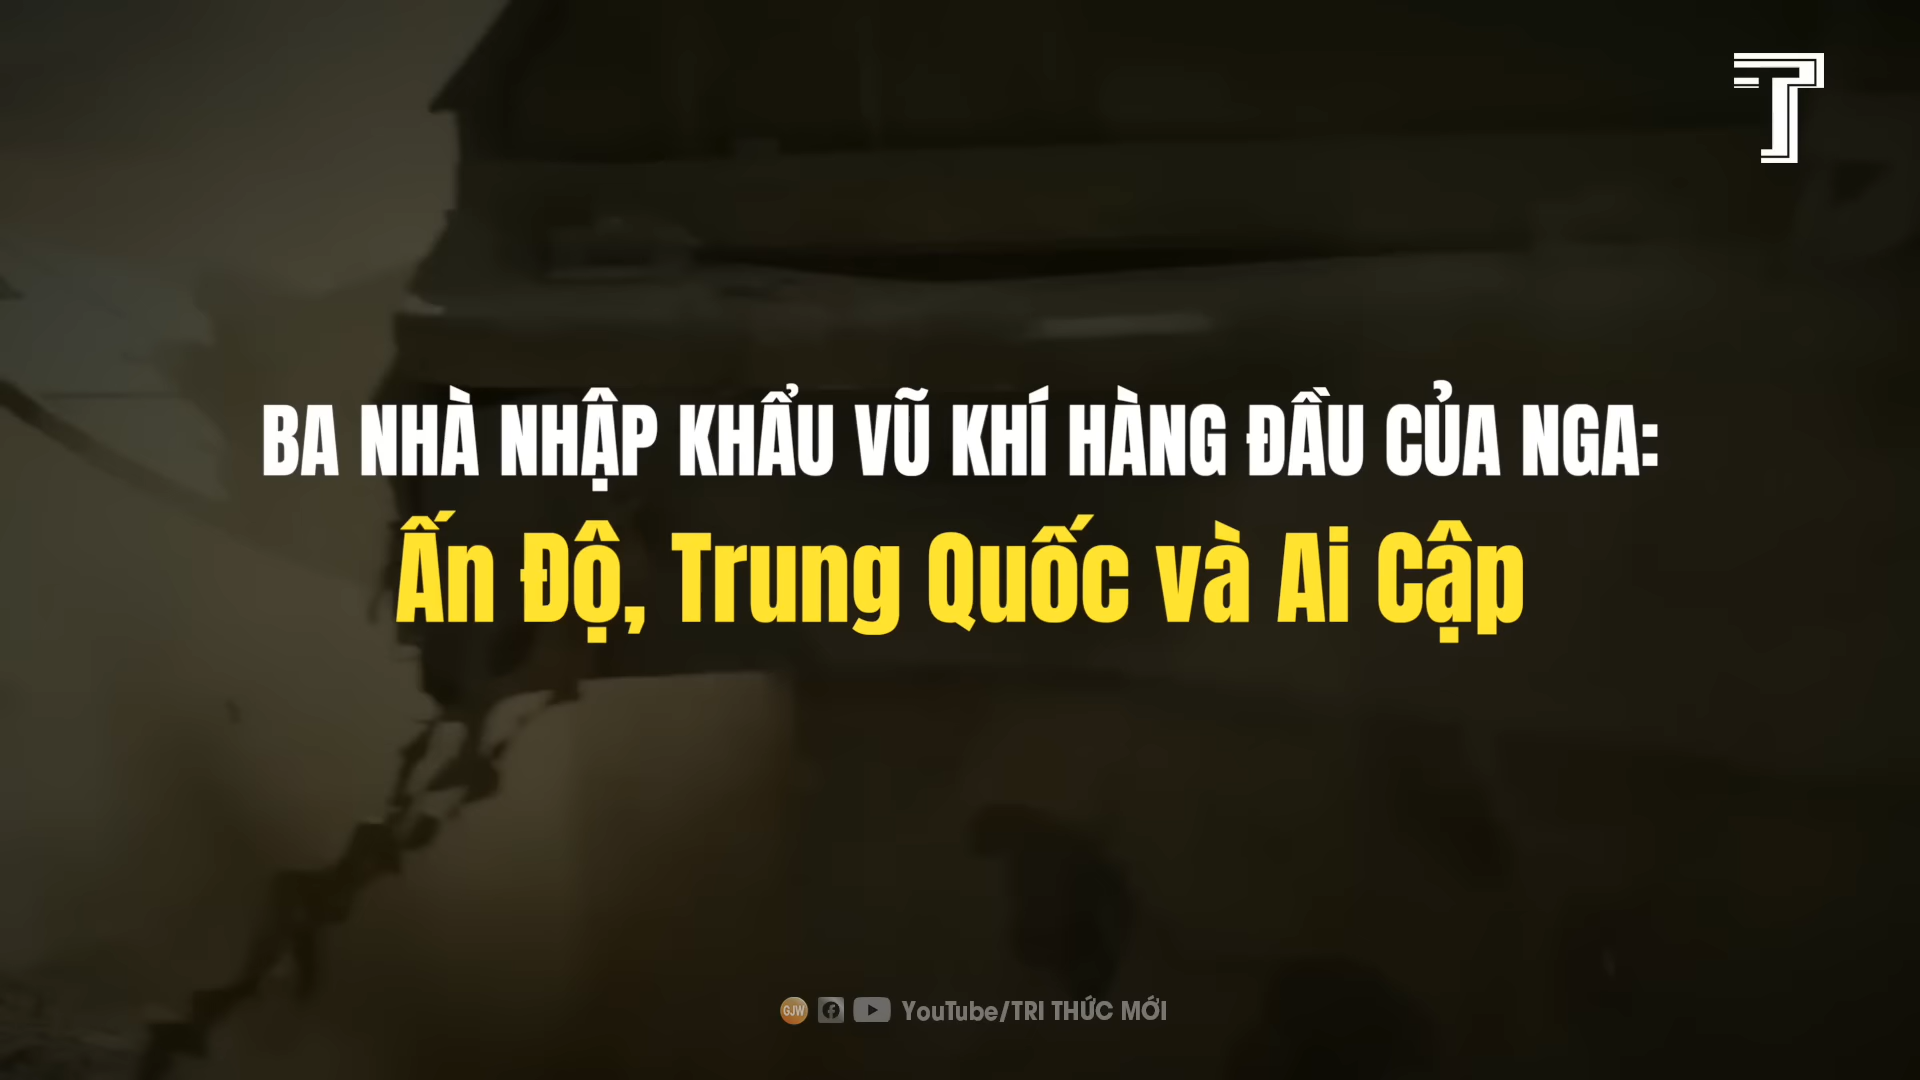 BA NHÀ NHẬP KHẨU VŨ KHÍ HÀNG ĐẦU CỦA NGA:
Ấn Độ, Trung Quốc và Ai Cập
GJW YouTube/TRI THỨC MỚI